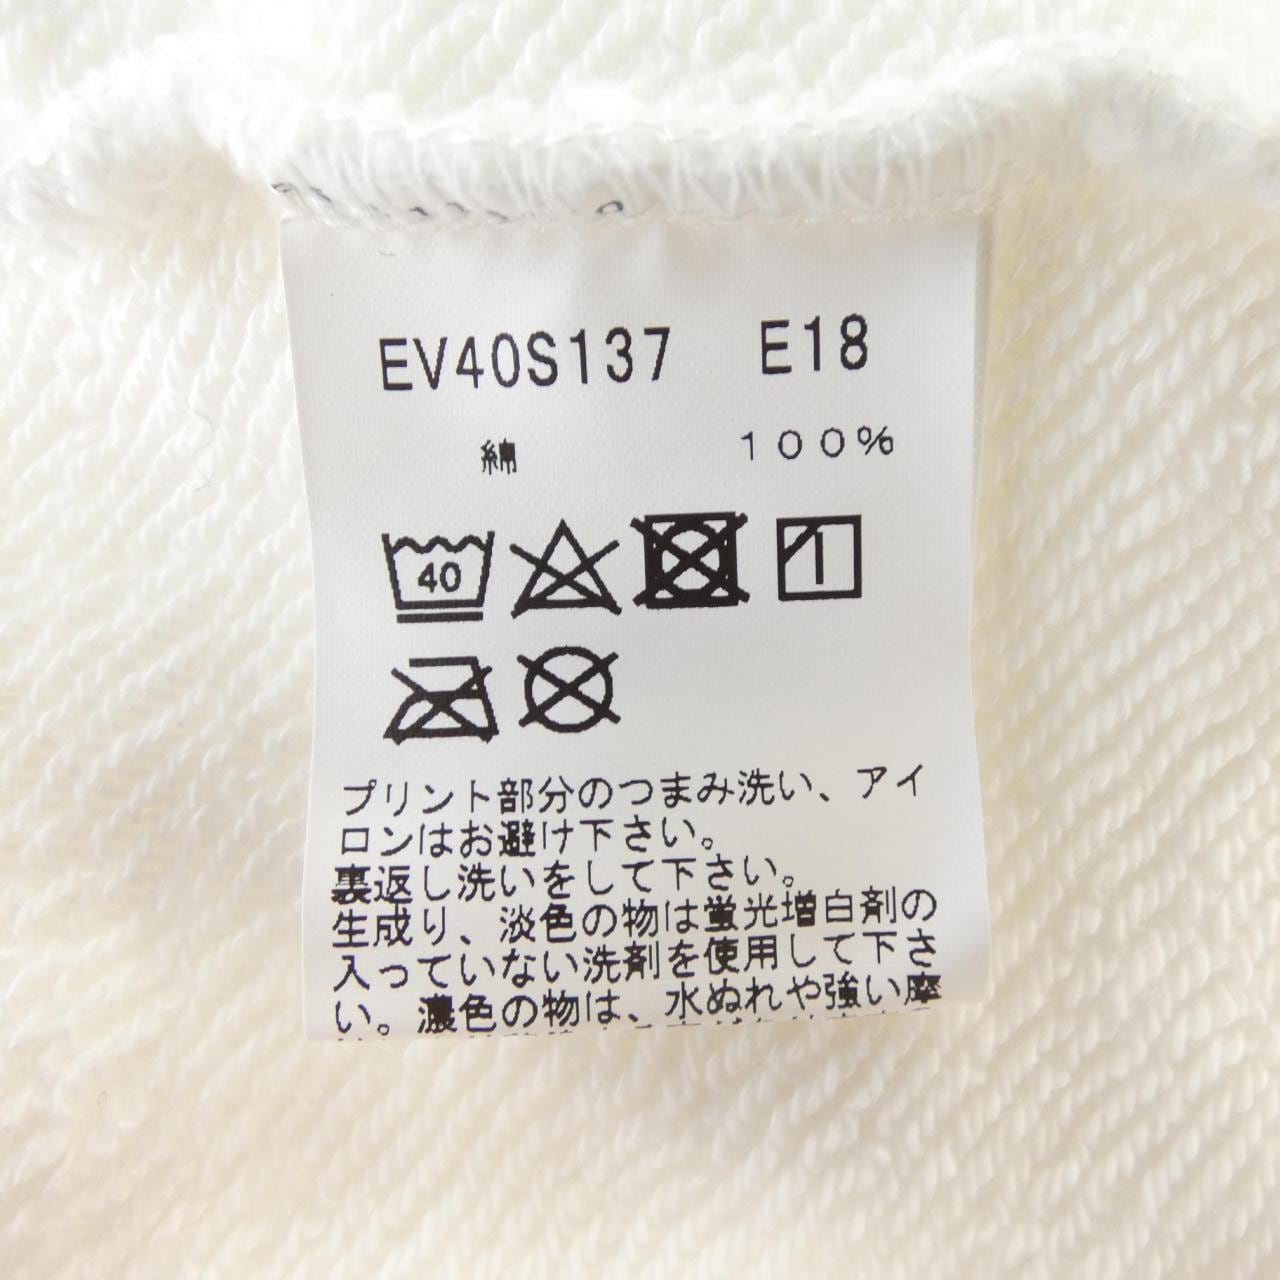 EV40S137 E18
綿 100%
40
プリント部分のつまみ洗い、アイ
ロンはお避け下さい。
裏返し洗いをして下さい。
生成り、淡色の物は蛍光増白剤の
入っていない洗剤を使用して下さ
い。濃色の物は、水ぬれや強い摩